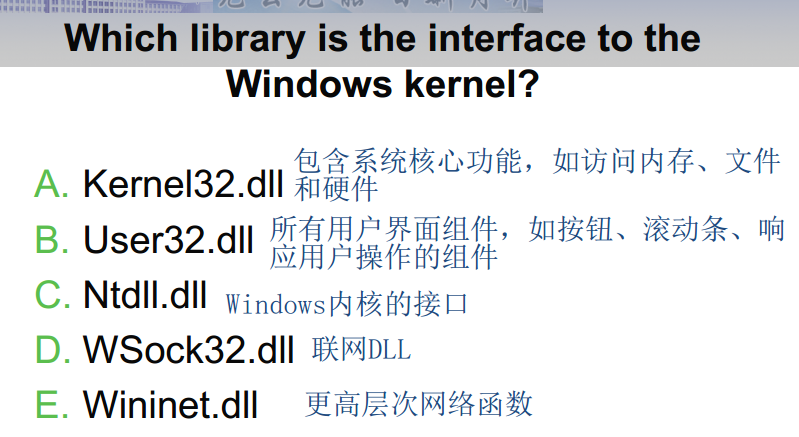 Which library is the interface to the
Windows kernel?
A. Kernel32.dll 包含系统核心功能，如访问内存、文件
和硬件
B. User32.dll 所有用户界面组件，如按钮、滚动条、响
应用户操作的组件
C. Ntdll.dll Windows内核的接口
D. WSock32.dll 联网DLL
E. Wininet.dll 更高层次网络函数